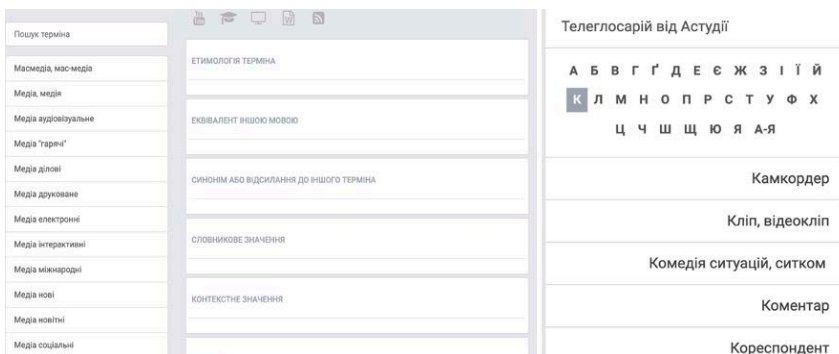 Пошук терміна
Масмедіа, мас-медіа
Медіа, медія
Медіа аудіовізуальне
Медіа "гарячі"
Медіа ділові
Медіа друковане
Медіа електронні
Медіа інтерактивні
Медіа міжнародні
Медіа нові
Медіа новітні
Медіа соціальні
ЕТИМОЛОГІЯ ТЕРМІНА
ЕКВІВАЛЕНТ ІНШОЮ МОВОЮ
СИНОНІМ АБО ВІДСИЛАННЯ ДО ІНШОГО ТЕРМІНА
СЛОВНИКОВЕ ЗНАЧЕННЯ
КОНТЕКСТНЕ ЗНАЧЕННЯ
Телеглосарій від Астудії
А Б В Г Ґ Д Е Є Ж З І Ї Й
К Л М Н О П Р С Т У Ф Х
Ц Ч Ш Щ Ю Я А-Я
Камкордер
Кліп, відеокліп
Комедія ситуацій, ситком
Коментар
Кореспондент